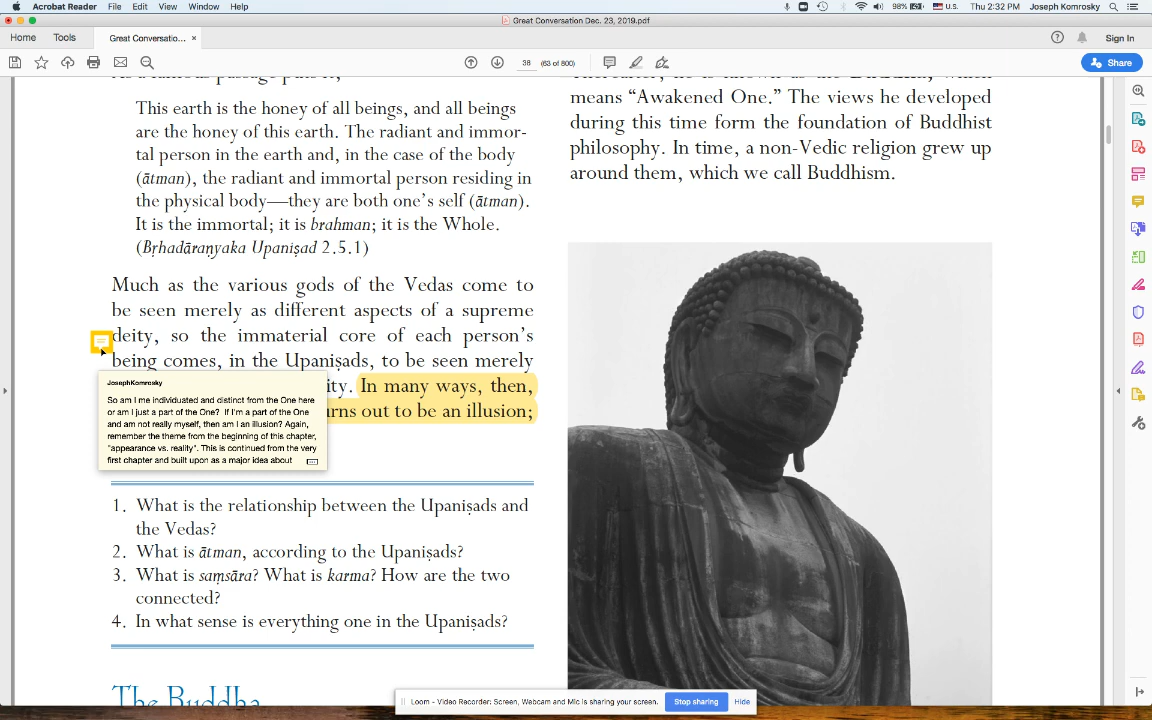 Acrobat Reader File Edit View Window Help 98% U.S. Thu 2:32 PM Joseph Komrosky
Great Conversation Dec. 23, 2019.pdf
Home Tools Great Conversatio... × Sign In
38 (63 of 800) Share
This earth is the honey of all beings, and all beings
are the honey of this earth. The radiant and immor-
tal person in the earth and, in the case of the body
(ātman), the radiant and immortal person residing in
the physical body—they are both one's self (ātman).
It is the immortal; it is brahman; it is the Whole.
(Bṛhadāraṇyaka Upaniṣad 2.5.1)
Much as the various gods of the Vedas come to
be seen merely as different aspects of a supreme
deity, so the immaterial core of each person's
being comes, in the Upaniṣads, to be seen merely
ity. In many ways, then,
urns out to be an illusion;
JosephKomrosky
So am I me individuated and distinct from the One here
or am I just a part of the One? If I'm a part of the One
and am not really myself, then am I an illusion? Again,
remember the theme from the beginning of this chapter,
"appearance vs. reality". This is continued from the very
first chapter and built upon as a major idea about
1. What is the relationship between the Upaniṣads and
the Vedas?
2. What is ātman, according to the Upaniṣads?
3. What is saṃsāra? What is karma? How are the two
connected?
4. In what sense is everything one in the Upaniṣads?
The Buddha
means “Awakened One.” The views he developed
during this time form the foundation of Buddhist
philosophy. In time, a non-Vedic religion grew up
around them, which we call Buddhism.
Loom - Video Recorder: Screen, Webcam and Mic is sharing your screen. Stop sharing Hide